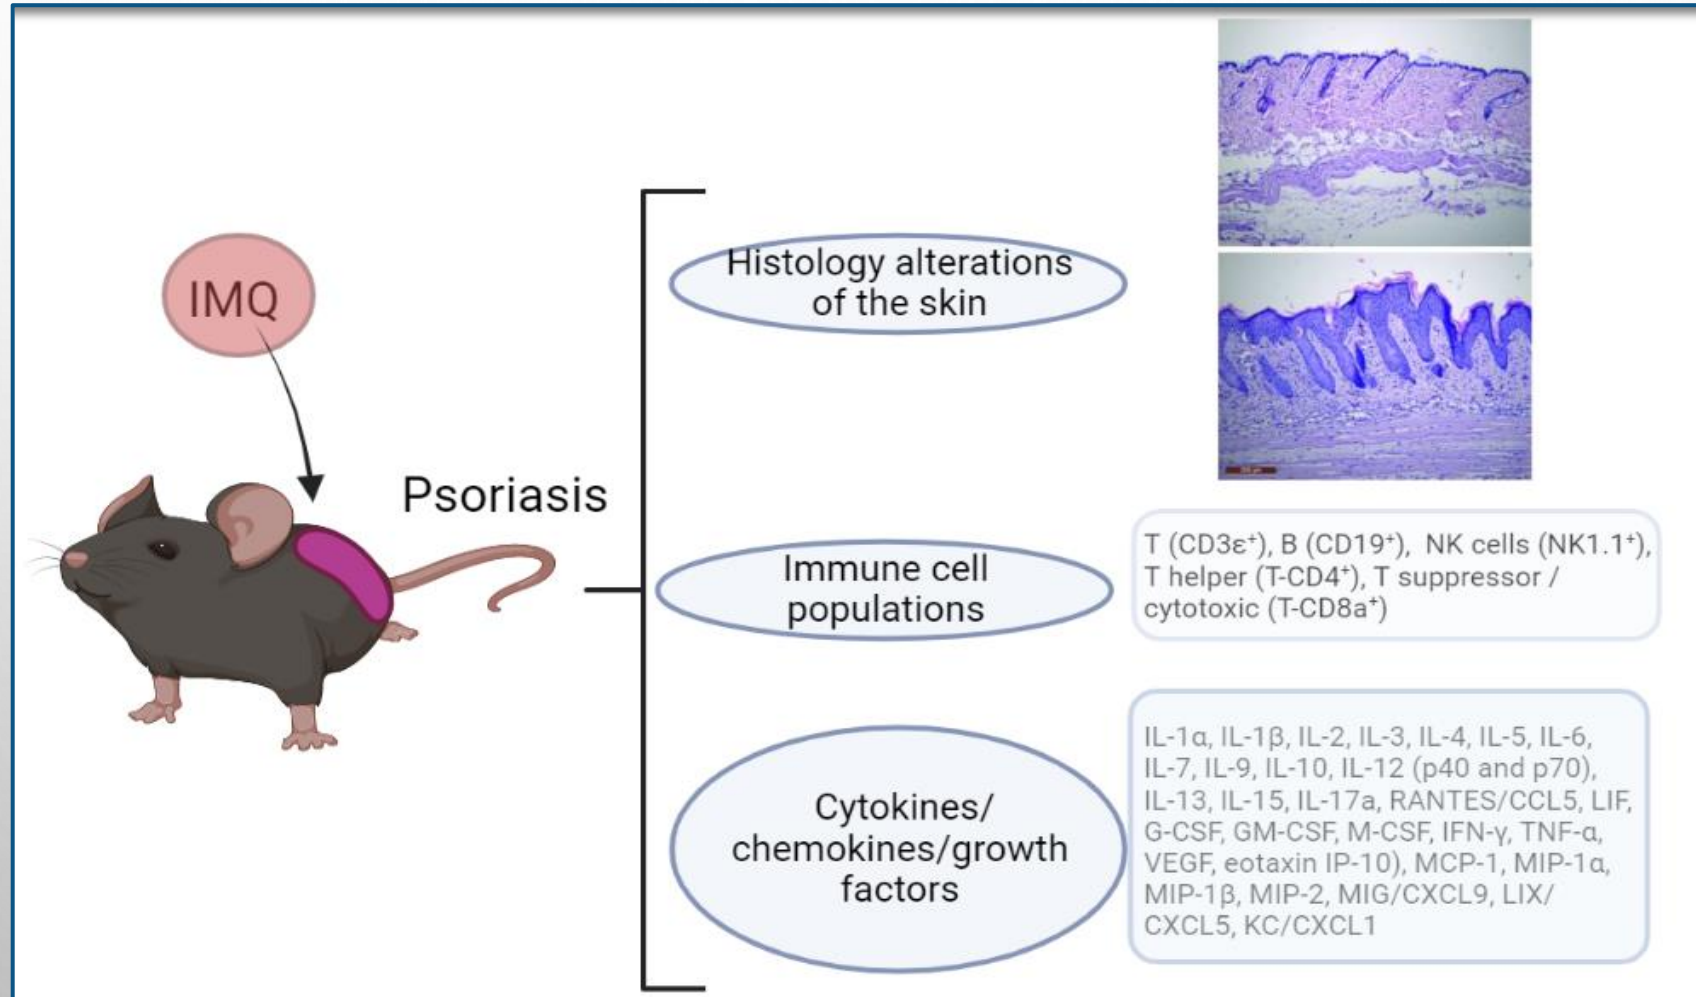 IMQ
Psoriasis
Histology alterations
of the skin
Immune cell
populations
T (CD3ε⁺), B (CD19⁺), NK cells (NK1.1⁺),
T helper (T-CD4⁺), T suppressor /
cytotoxic (T-CD8a⁺)
Cytokines/
chemokines/growth
factors
IL-1α, IL-1β, IL-2, IL-3, IL-4, IL-5, IL-6,
IL-7, IL-9, IL-10, IL-12 (p40 and p70),
IL-13, IL-15, IL-17a, RANTES/CCL5, LIF,
G-CSF, GM-CSF, M-CSF, IFN-γ, TNF-α,
VEGF, eotaxin IP-10), MCP-1, MIP-1α,
MIP-1β, MIP-2, MIG/CXCL9, LIX/
CXCL5, KC/CXCL1